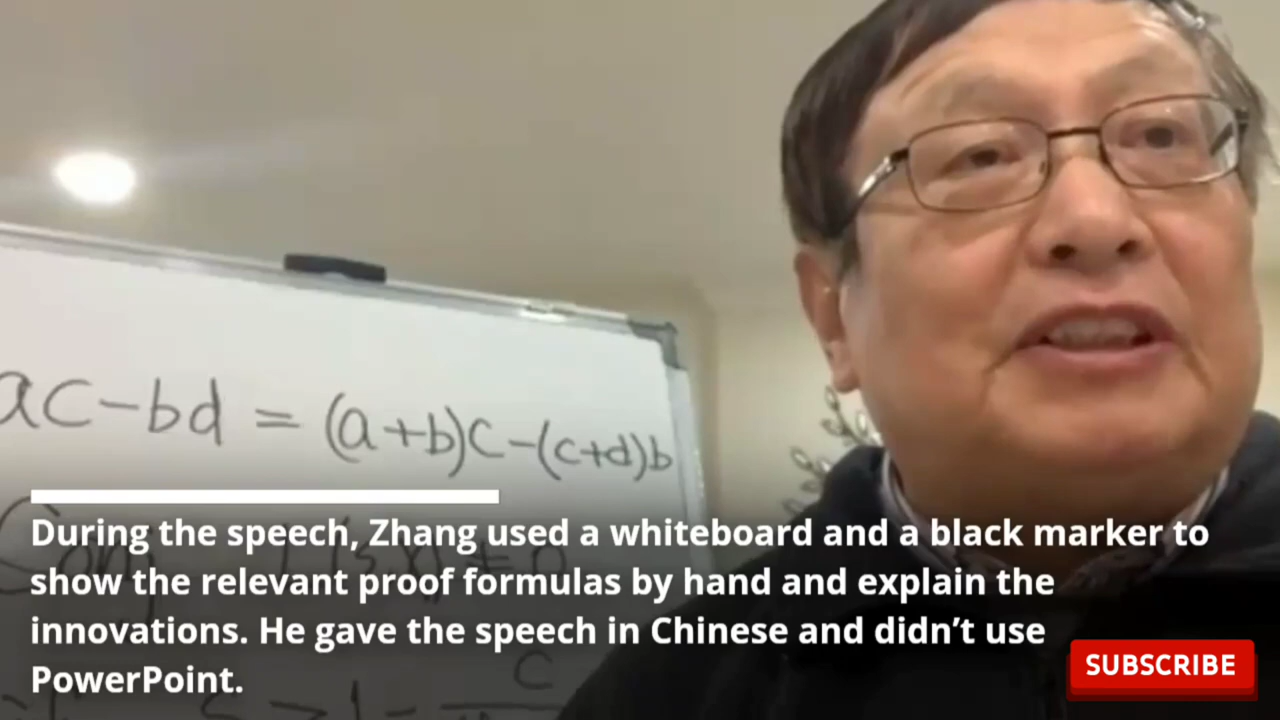 ac-bd = (a+b)c-(c+d)b
During the speech, Zhang used a whiteboard and a black marker to
show the relevant proof formulas by hand and explain the
innovations. He gave the speech in Chinese and didn’t use
PowerPoint.
SUBSCRIBE